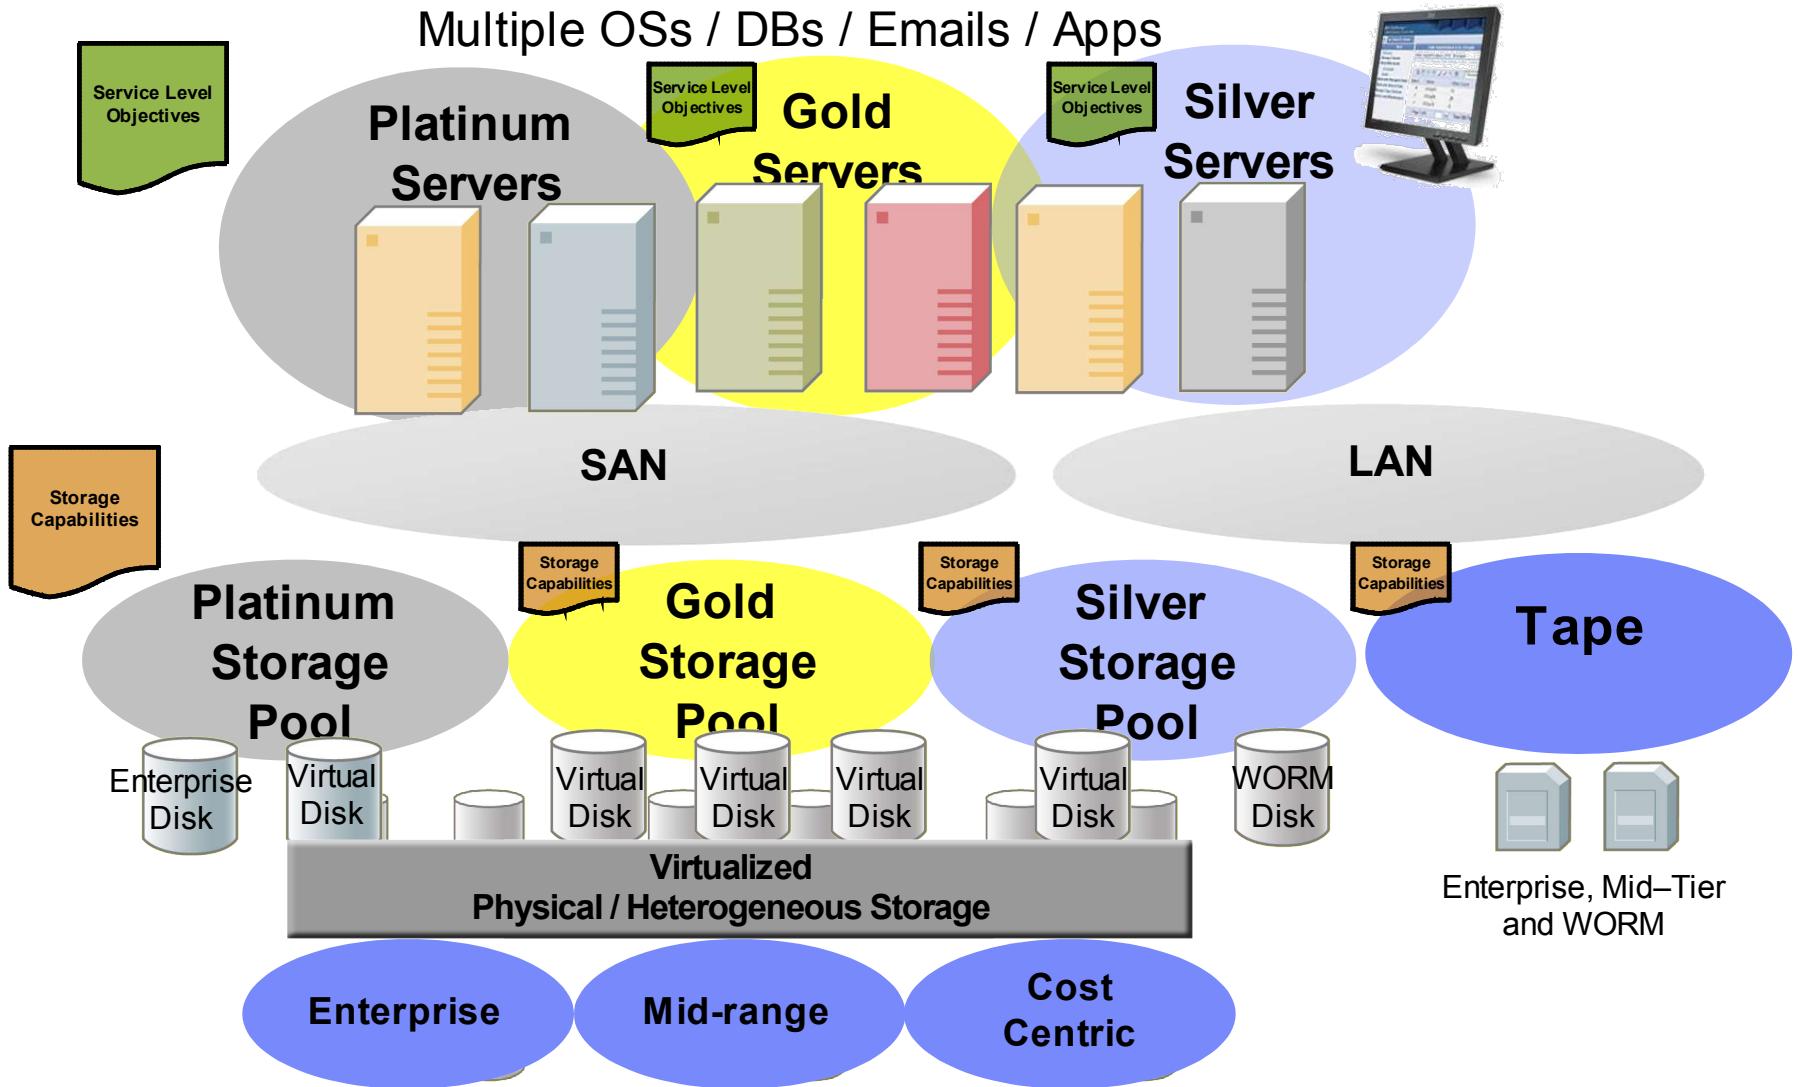 Multiple OSs / DBs / Emails / Apps
Service Level
Objectives
Platinum
Servers
Service Level
Objectives
Gold
Servers
Service Level
Objectives
Silver
Servers
SAN
LAN
Storage
Capabilities
Platinum
Storage
Pool
Storage
Capabilities
Gold
Storage
Pool
Storage
Capabilities
Silver
Storage
Pool
Storage
Capabilities
Tape
Enterprise
Disk
Virtual
Disk
Virtual
Disk
Virtual
Disk
Virtual
Disk
Virtual
Disk
WORM
Disk
Virtualized
Physical / Heterogeneous Storage
Enterprise, Mid–Tier
and WORM
Enterprise
Mid-range
Cost
Centric